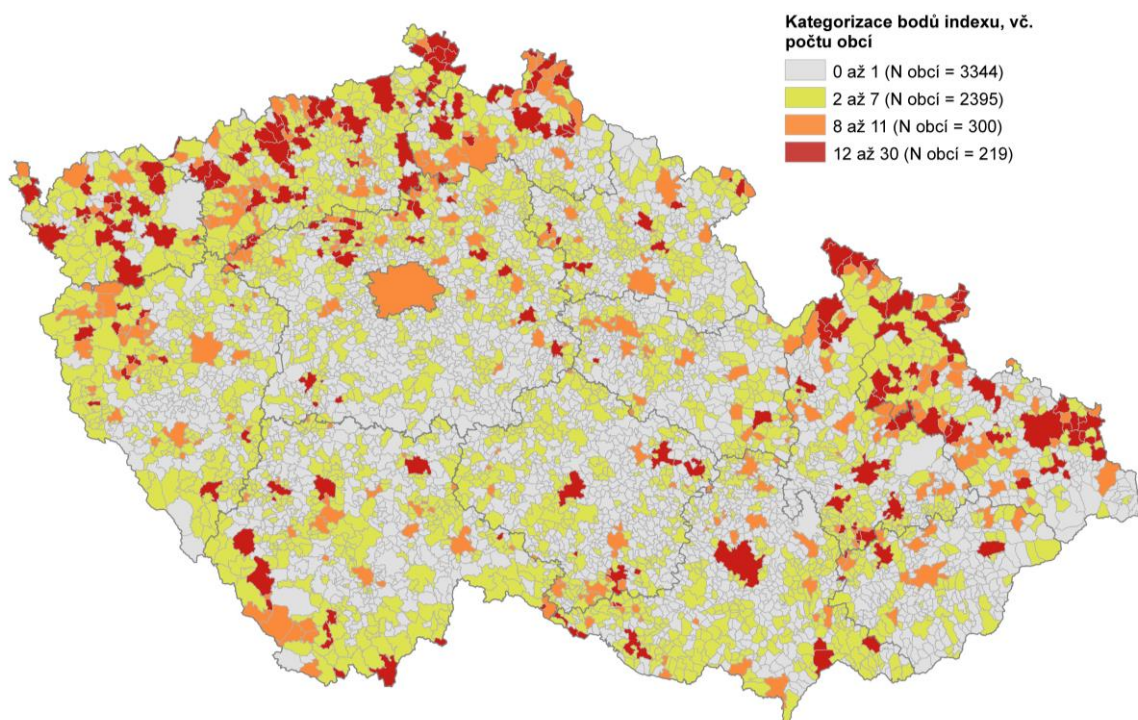 Kategorizace bodů indexu, vč.
počtu obcí
0 až 1 (N obcí = 3344)
2 až 7 (N obcí = 2395)
8 až 11 (N obcí = 300)
12 až 30 (N obcí = 219)